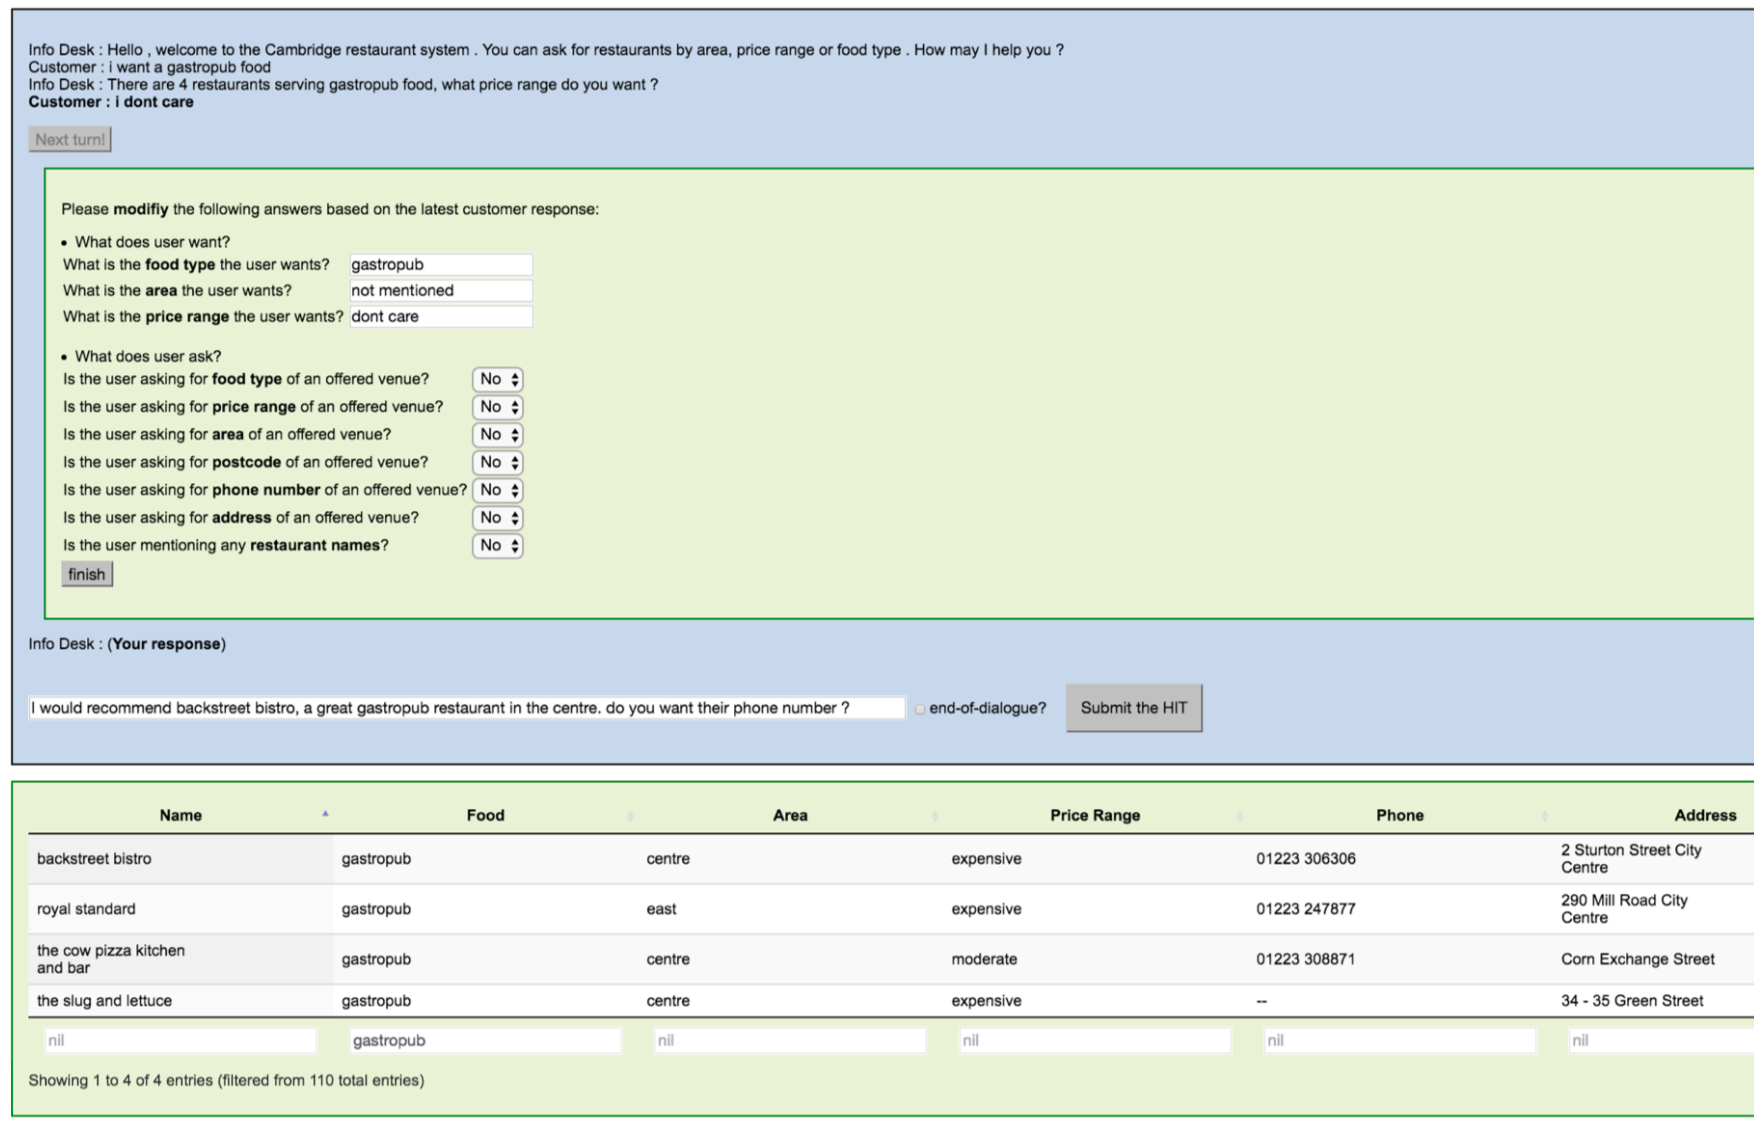 Info Desk : Hello , welcome to the Cambridge restaurant system . You can ask for restaurants by area, price range or food type . How may I help you ?
Customer : i want a gastropub food
Info Desk : There are 4 restaurants serving gastropub food, what price range do you want ?
Customer : i dont care
Next turn!
Please modifiy the following answers based on the latest customer response:
• What does user want?
What is the food type the user wants? gastropub
What is the area the user wants? not mentioned
What is the price range the user wants? dont care
• What does user ask?
Is the user asking for food type of an offered venue? No
Is the user asking for price range of an offered venue? No
Is the user asking for area of an offered venue? No
Is the user asking for postcode of an offered venue? No
Is the user asking for phone number of an offered venue? No
Is the user asking for address of an offered venue? No
Is the user mentioning any restaurant names? No
finish
Info Desk : (Your response)
I would recommend backstreet bistro, a great gastropub restaurant in the centre. do you want their phone number ? end-of-dialogue? Submit the HIT
Name Food Area Price Range Phone Address
backstreet bistro gastropub centre expensive 01223 306306 2 Sturton Street City
Centre
royal standard gastropub east expensive 01223 247877 290 Mill Road City
Centre
the cow pizza kitchen
and bar gastropub centre moderate 01223 308871 Corn Exchange Street
the slug and lettuce gastropub centre expensive -- 34 - 35 Green Street
nil gastropub nil nil nil nil
Showing 1 to 4 of 4 entries (filtered from 110 total entries)